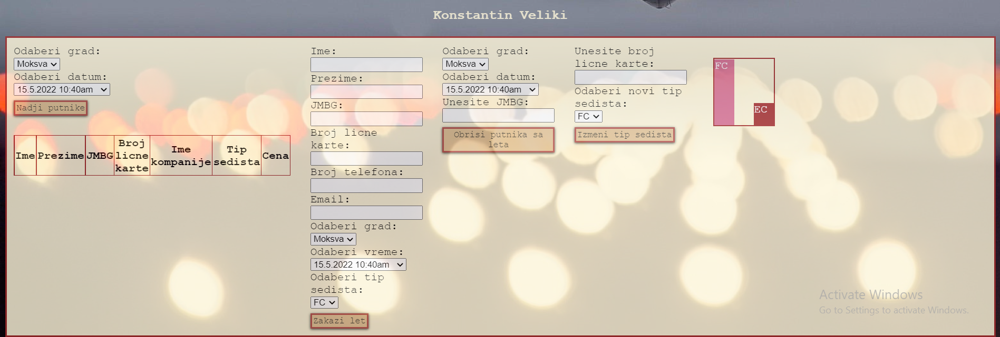 Konstantin Veliki
Odaberi grad:
Moksva
Odaberi datum:
15.5.2022 10:40am
Nadji putnike
Ime
Prezime
JMBG
Broj
licne
karte
Ime
kompanije
Tip
sedista
Cena
Ime:
Prezime:
JMBG:
Broj licne
karte:
Broj telefona:
Email:
Odaberi grad:
Moksva
Odaberi vreme:
15.5.2022 10:40am
Odaberi tip
sedista:
FC
Zakazi let
Odaberi grad:
Moksva
Odaberi datum:
15.5.2022 10:40am
Unesite JMBG:
Obrisi putnika sa
leta
Unesite broj
licne karte:
Odaberi novi tip
sedista:
FC
Izmeni tip sedista
FC
EC
Activate Windows
Go to Settings to activate Windows.